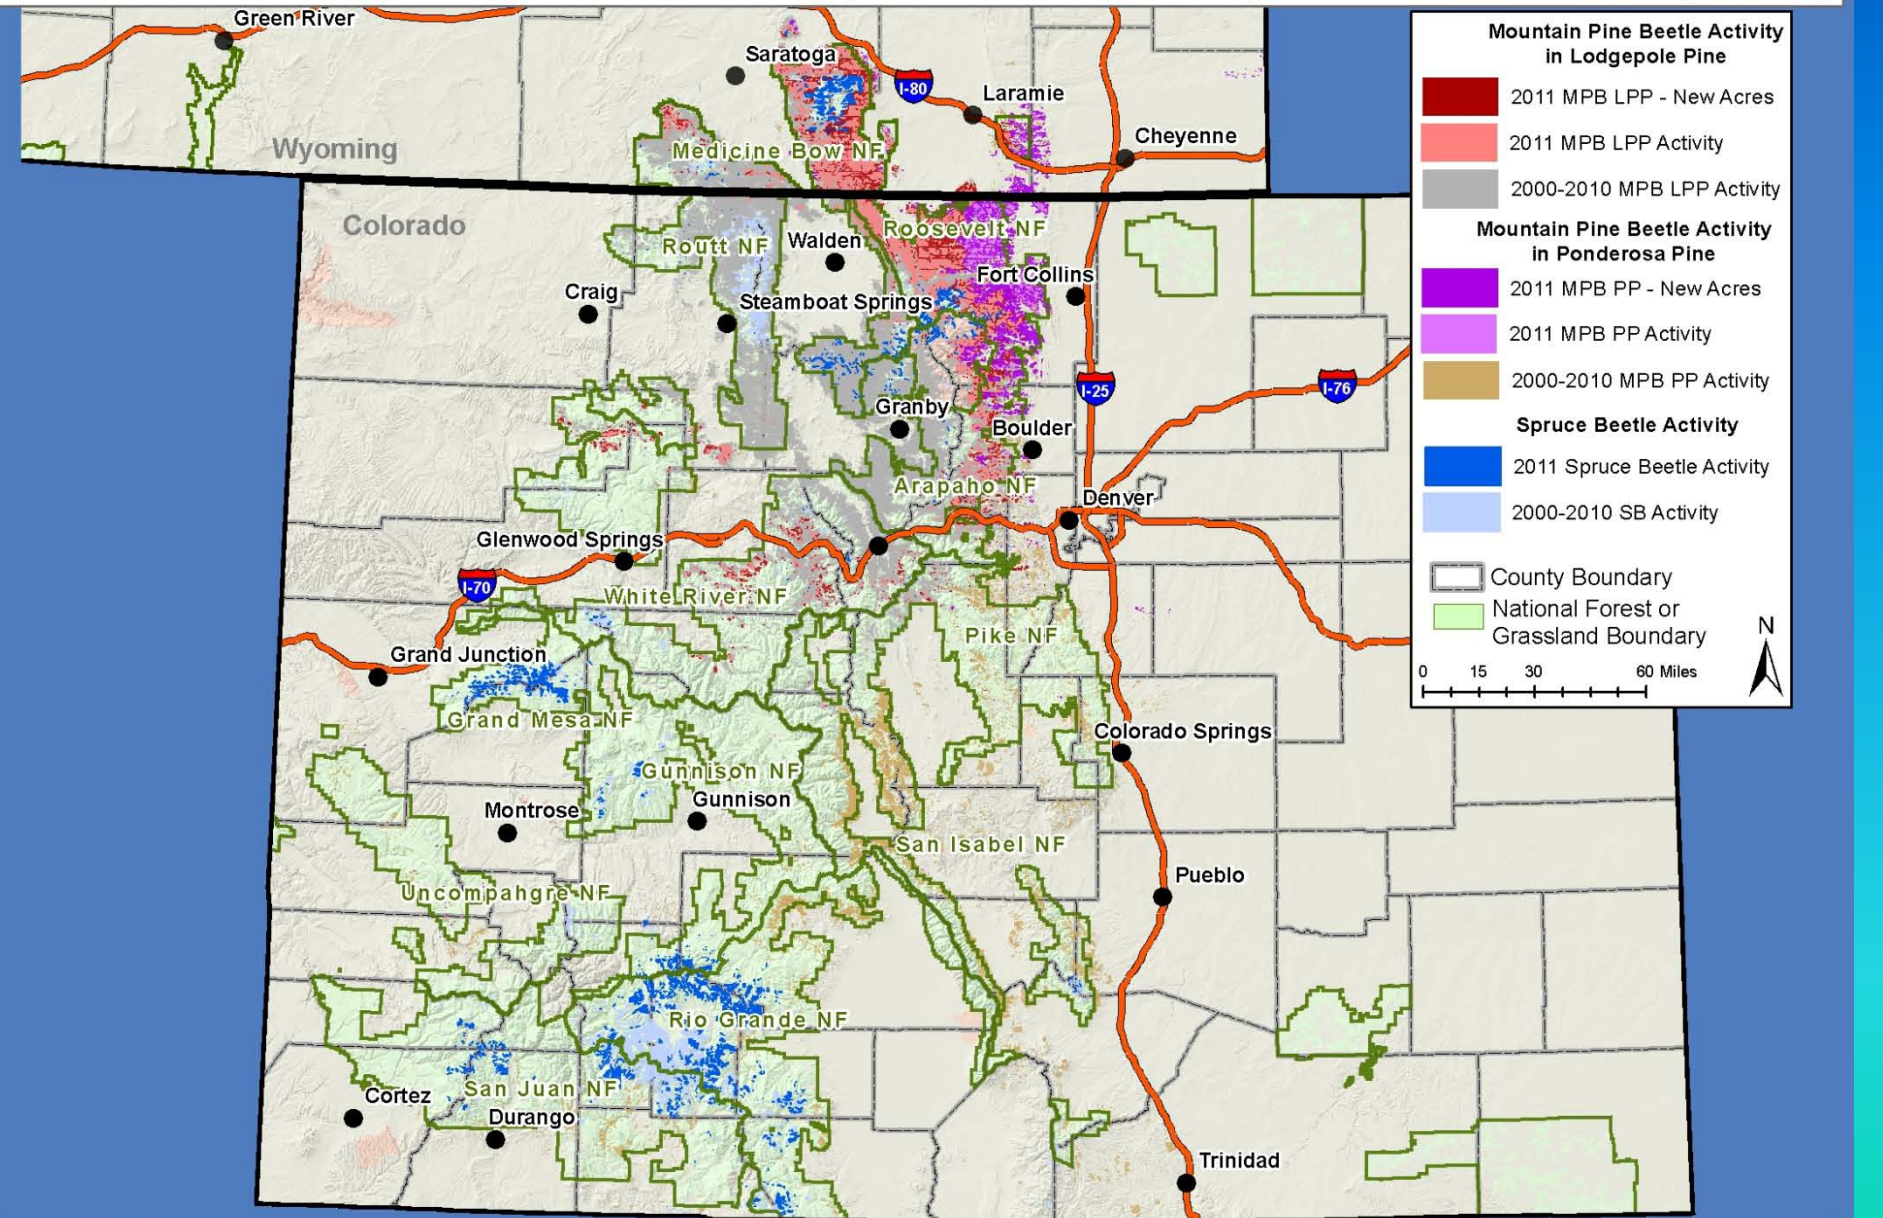 Green River
Saratoga
I-80
Laramie
Cheyenne
Wyoming
Medicine Bow NF
Colorado
Routt NF
Walden
Roosevelt NF
Fort Collins
Craig
Steamboat Springs
I-25
I-76
Granby
Boulder
Arapaho NF
Denver
Glenwood Springs
I-70
White River NF
Pike NF
Grand Junction
Grand Mesa NF
Colorado Springs
Gunnison NF
Montrose
Gunnison
San Isabel NF
Pueblo
Uncompahgre NF
Rio Grande NF
San Juan NF
Cortez
Durango
Trinidad
Mountain Pine Beetle Activity
in Lodgepole Pine
2011 MPB LPP - New Acres
2011 MPB LPP Activity
2000-2010 MPB LPP Activity
Mountain Pine Beetle Activity
in Ponderosa Pine
2011 MPB PP - New Acres
2011 MPB PP Activity
2000-2010 MPB PP Activity
Spruce Beetle Activity
2011 Spruce Beetle Activity
2000-2010 SB Activity
County Boundary
National Forest or
Grassland Boundary
N
0 15 30 60 Miles